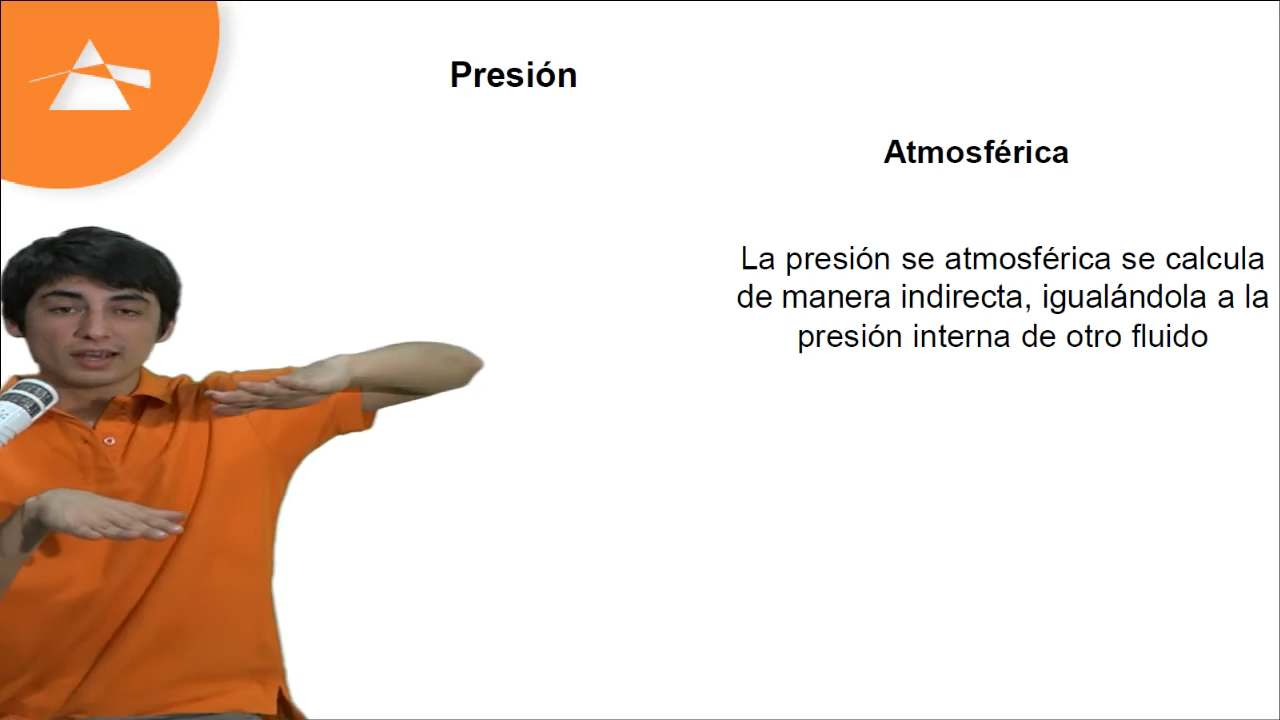 Presión
Atmosférica
La presión se atmosférica se calcula
de manera indirecta, igualándola a la
presión interna de otro fluido